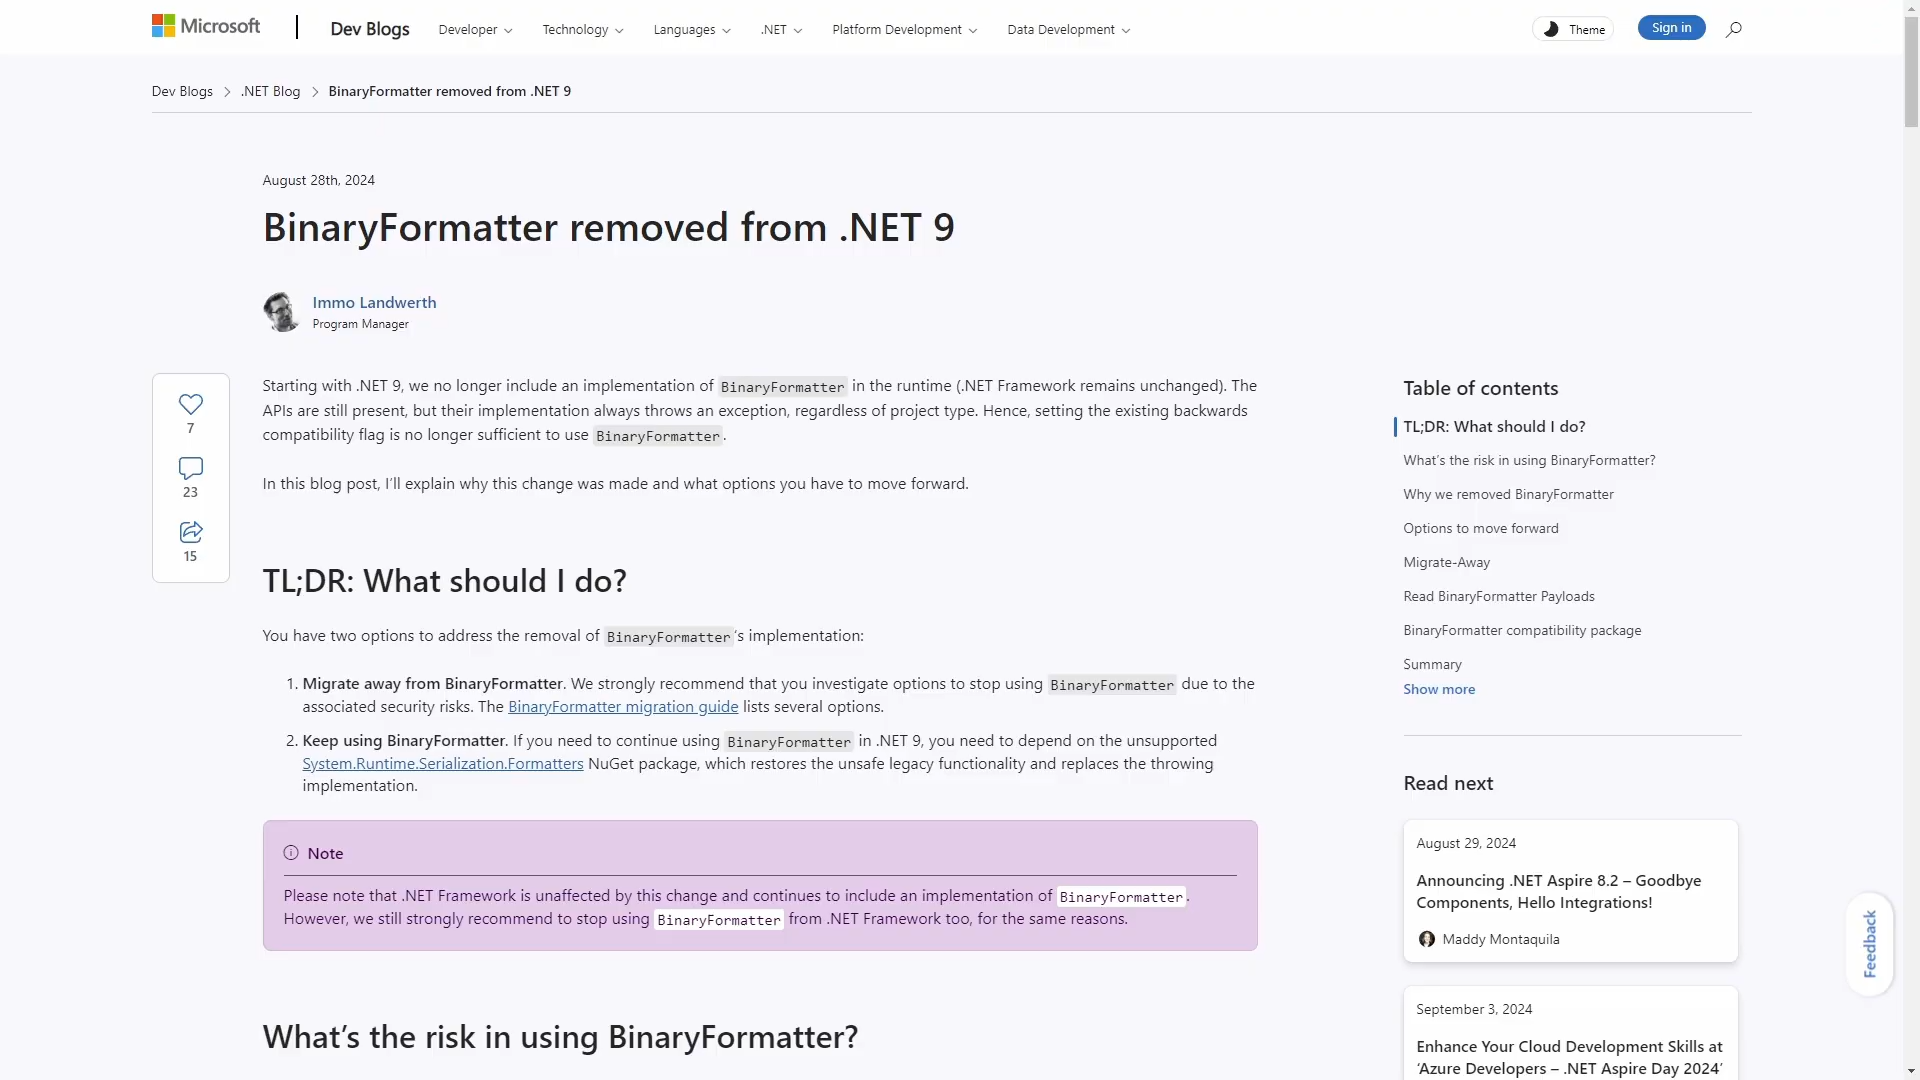 Microsoft
Dev Blogs
Developer
Technology
Languages
.NET
Platform Development
Data Development
Theme
Sign in
Dev Blogs > .NET Blog > BinaryFormatter removed from .NET 9
August 28th, 2024
BinaryFormatter removed from .NET 9
Immo Landwerth
Program Manager
7
23
15
Starting with .NET 9, we no longer include an implementation of BinaryFormatter in the runtime (.NET Framework remains unchanged). The
APIs are still present, but their implementation always throws an exception, regardless of project type. Hence, setting the existing backwards
compatibility flag is no longer sufficient to use BinaryFormatter.
In this blog post, I’ll explain why this change was made and what options you have to move forward.
TL;DR: What should I do?
You have two options to address the removal of BinaryFormatter‘s implementation:
1. Migrate away from BinaryFormatter. We strongly recommend that you investigate options to stop using BinaryFormatter due to the
associated security risks. The BinaryFormatter migration guide lists several options.
2. Keep using BinaryFormatter. If you need to continue using BinaryFormatter in .NET 9, you need to depend on the unsupported
System.Runtime.Serialization.Formatters NuGet package, which restores the unsafe legacy functionality and replaces the throwing
implementation.
Note
Please note that .NET Framework is unaffected by this change and continues to include an implementation of BinaryFormatter.
However, we still strongly recommend to stop using BinaryFormatter from .NET Framework too, for the same reasons.
What’s the risk in using BinaryFormatter?
Table of contents
TL;DR: What should I do?
What’s the risk in using BinaryFormatter?
Why we removed BinaryFormatter
Options to move forward
Migrate-Away
Read BinaryFormatter Payloads
BinaryFormatter compatibility package
Summary
Show more
Read next
August 29, 2024
Announcing .NET Aspire 8.2 – Goodbye
Components, Hello Integrations!
Maddy Montaquila
September 3, 2024
Enhance Your Cloud Development Skills at
‘Azure Developers – .NET Aspire Day 2024’
Feedback